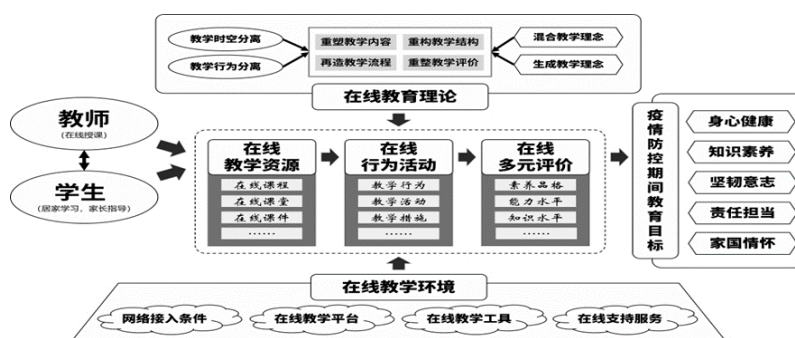 教学时空分离
教学行为分离
重塑教学内容
重构教学结构
再造教学流程
重整教学评价
混合教学理念
生成教学理念
在线教育理论
教师
(在线授课)
学生
(居家学习，家长指导)
在线
教学资源
在线课程
在线课堂
在线课件
……
在线
行为活动
教学行为
教学活动
教学措施
……
在线
多元评价
素养品格
能力水平
知识水平
……
疫情防控期间教育目标
身心健康
知识素养
坚韧意志
责任担当
家国情怀
在线教学环境
网络接入条件
在线教学平台
在线教学工具
在线支持服务